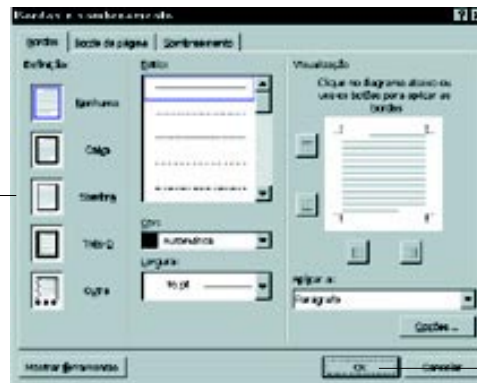 Bordas e sombreamento
Bordas
Borda da página
Sombreamento
Definição
Nenhuma
Caixa
Sombra
Três-D
Outra
Estilo:
Cor:
Automática
Largura:
½ pt
Visualização
Clique no diagrama abaixo ou
use os botões para aplicar as
bordas
Aplicar a:
Parágrafo
Opções...
Mostrar ferramentas
OK
Cancelar